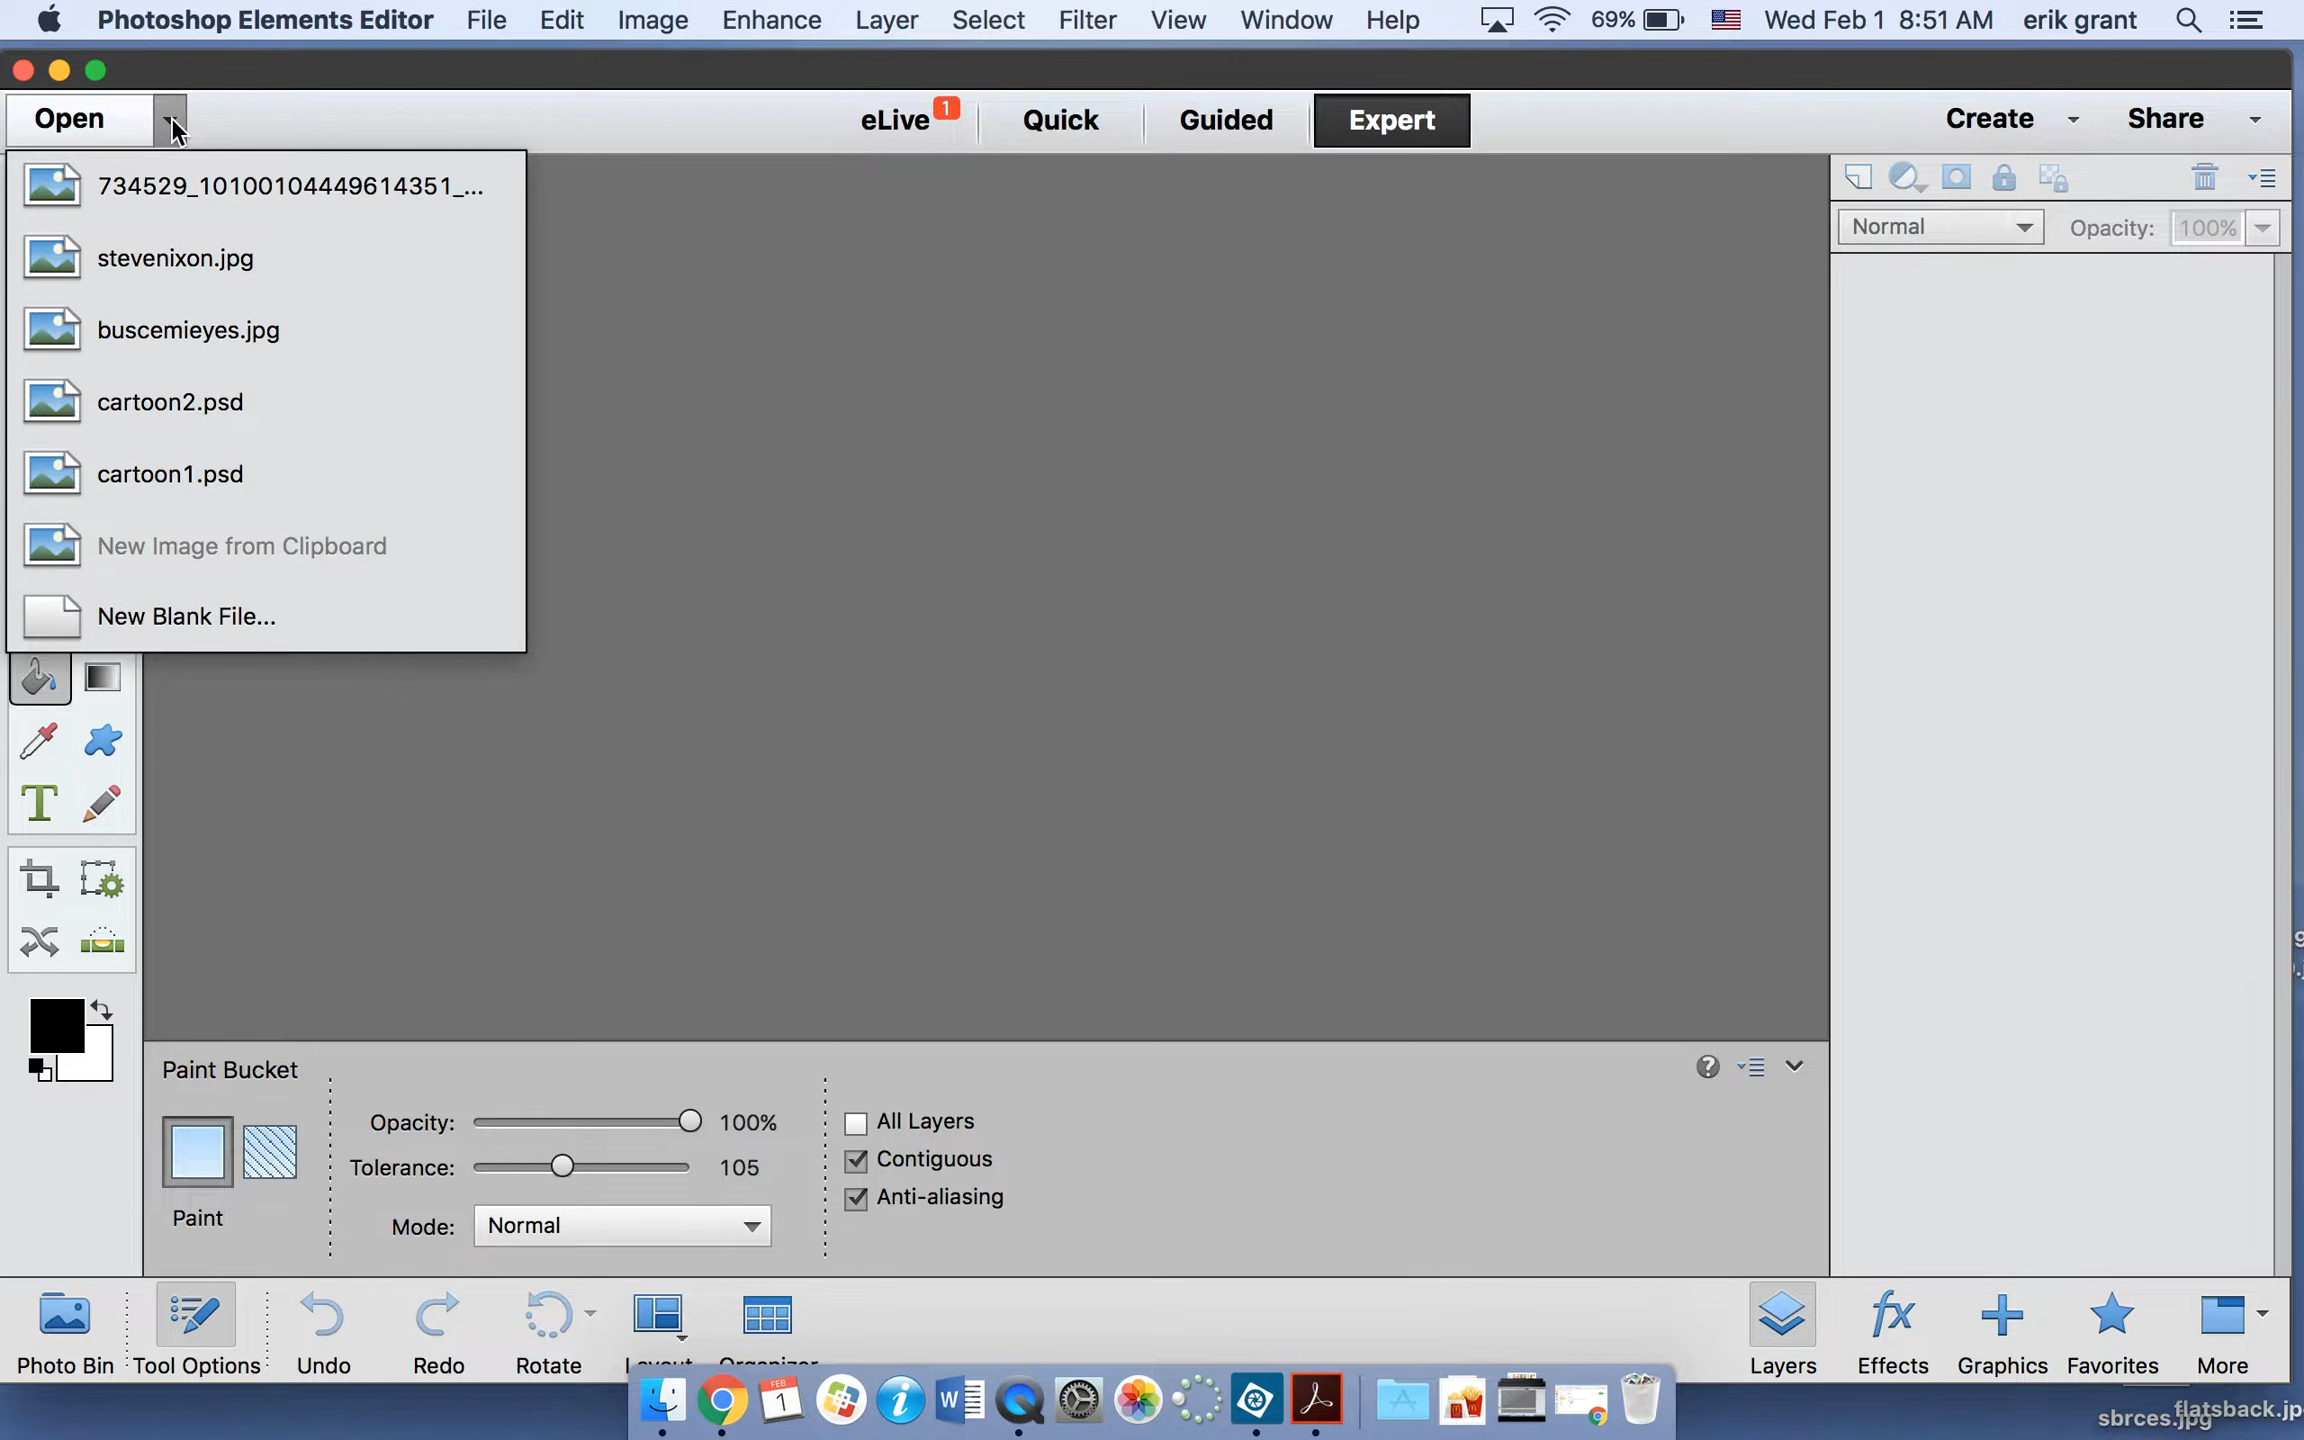 Photoshop Elements Editor File Edit Image Enhance Layer Select Filter View Window Help 69% Wed Feb 1 8:51 AM erik grant
Open eLive 1 Quick Guided Expert Create Share
734529_10100104449614351_...
stevenixon.jpg
buscemieyes.jpg
cartoon2.psd
cartoon1.psd
New Image from Clipboard
New Blank File...
Normal Opacity: 100%
Paint Bucket
Opacity: 100%
Tolerance: 105
Mode: Normal
Paint
All Layers
Contiguous
Anti-aliasing
Photo Bin Tool Options Undo Redo Rotate Layout Organizer Layers Effects Graphics Favorites More
FEB
1
sbrces.jpg
flatsback.jp